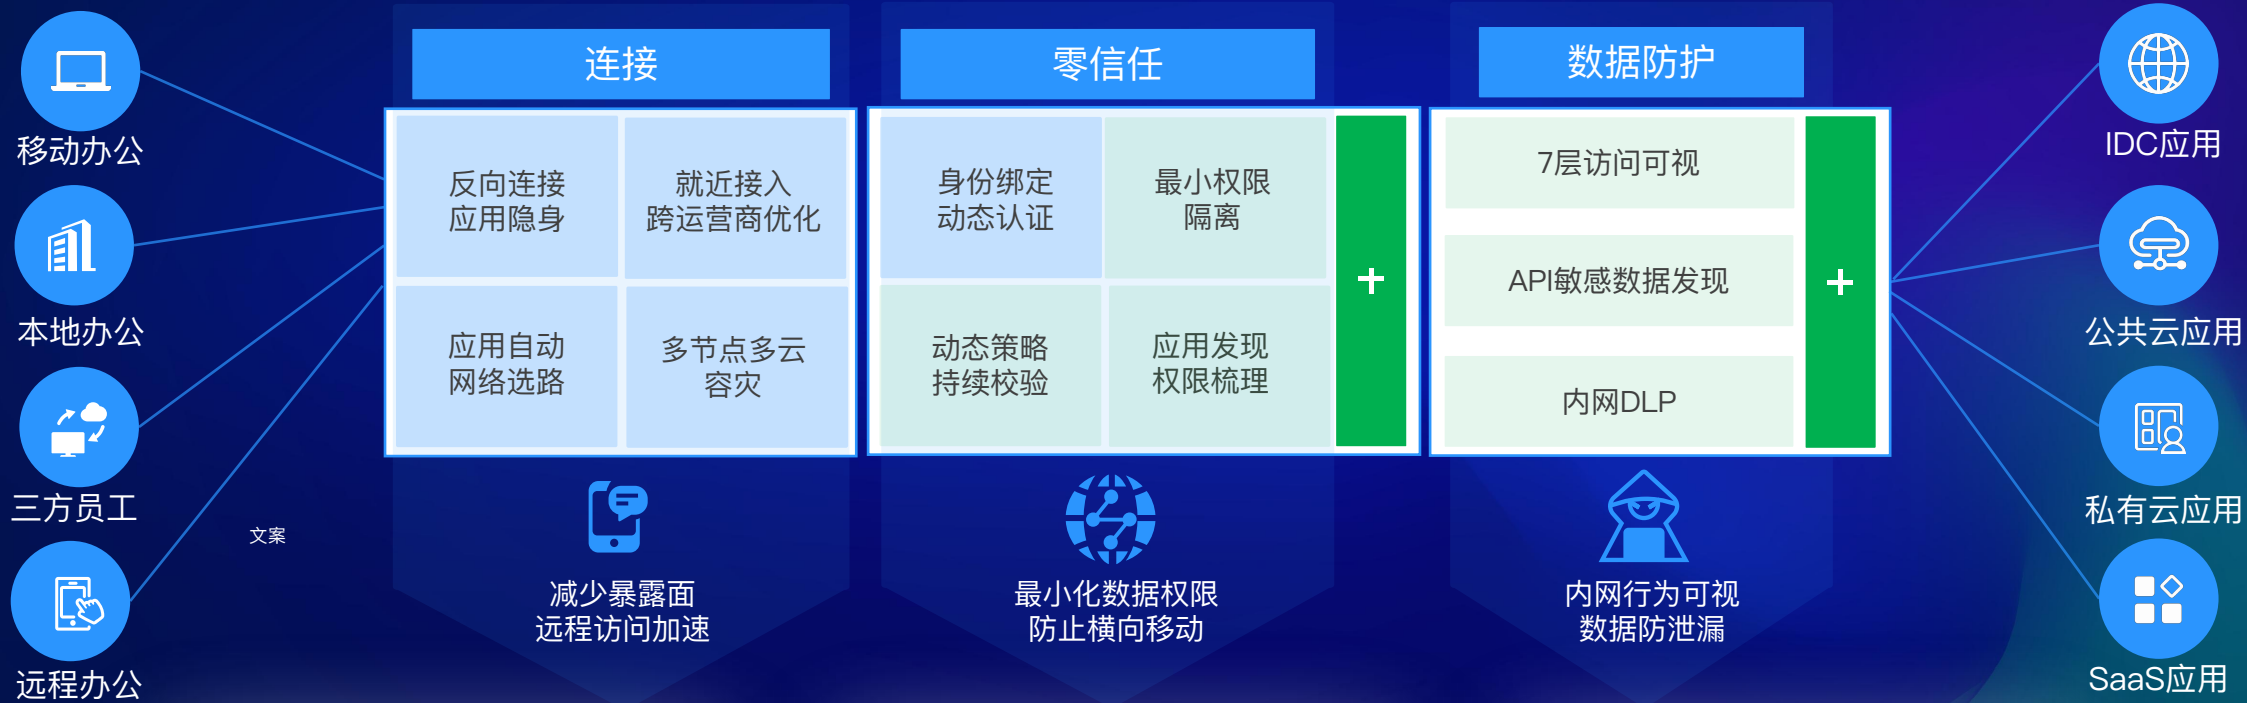 移动办公
本地办公
三方员工
远程办公
文案
连接
反向连接
应用隐身
就近接入
跨运营商优化
应用自动
网络选路
多节点多云
容灾
减少暴露面
远程访问加速
零信任
身份绑定
动态认证
最小权限
隔离
动态策略
持续校验
应用发现
权限梳理
+
最小化数据权限
防止横向移动
数据防护
7层访问可视
API敏感数据发现
内网DLP
+
内网行为可视
数据防泄漏
IDC应用
公共云应用
私有云应用
SaaS应用